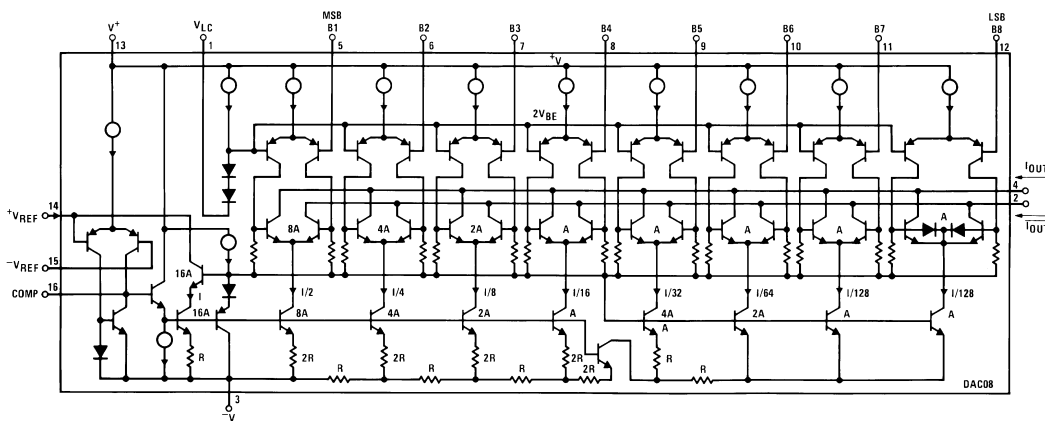 MSB LSB
V+ VLC B1 B2 B3 B4 B5 B6 B7 B8
13 1 5 6 7 8 9 10 11 12
+V
2VBE
IOUT
4
2
IOUT
14
+VREF
15
-VREF
16
COMP
8A 4A 2A A A A A A
16A
I I/2 I/4 I/8 I/16 I/32 I/64 I/128 I/128
16A 8A 4A 2A A 4A 2A A A
A
R 2R 2R 2R 2R R
2R
R R R R
3
-V
DAC08